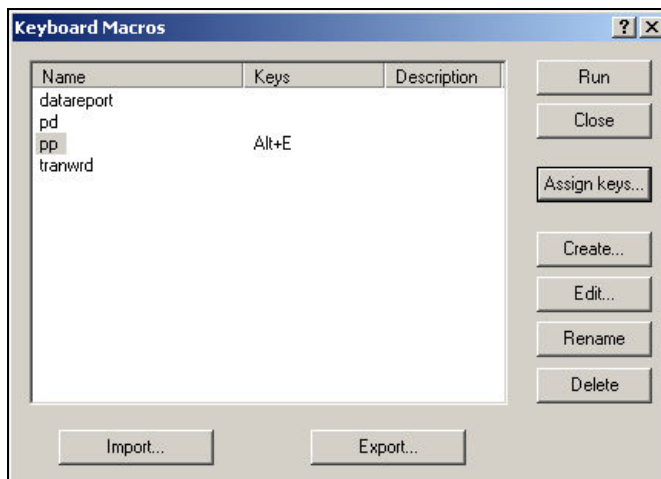 Keyboard Macros
Name Keys Description
datareport
pd
pp Alt+E
tranwrd
Run
Close
Assign keys...
Create...
Edit...
Rename
Delete
Import... Export...